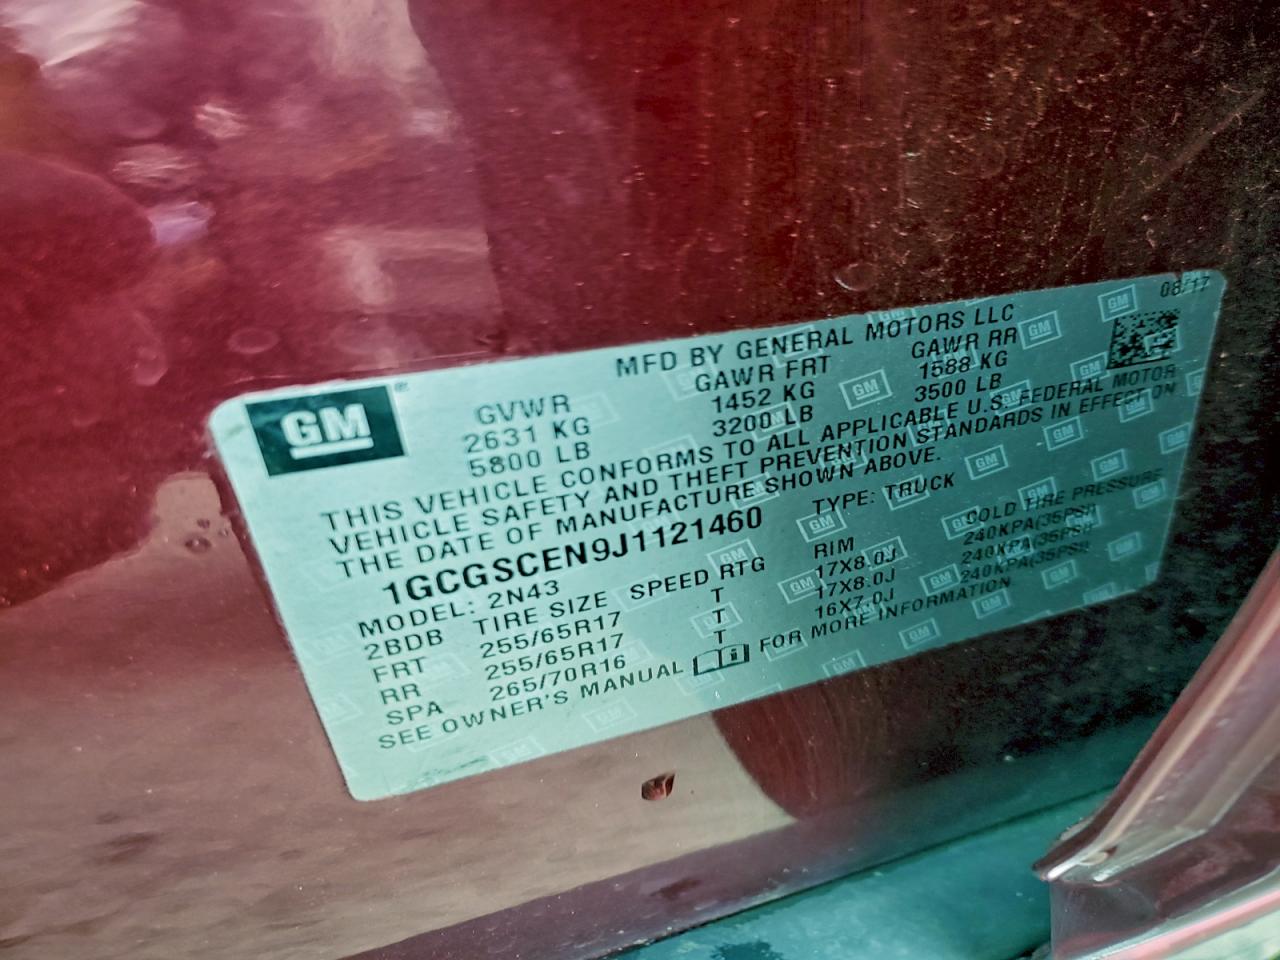 08/17
MFD BY GENERAL MOTORS LLC
GM
GVWR GAWR FRT GAWR RR
2631 KG 1452 KG 1588 KG
5800 LB 3200 LB 3500 LB
THIS VEHICLE CONFORMS TO ALL APPLICABLE U.S. FEDERAL MOTOR
VEHICLE SAFETY AND THEFT PREVENTION STANDARDS IN EFFECT ON
THE DATE OF MANUFACTURE SHOWN ABOVE.
1GCGSCEN9J1121460 TYPE: TRUCK
MODEL: 2N43
2BDB TIRE SIZE SPEED RTG RIM COLD TIRE PRESSURE
FRT 255/65R17 T 17X8.0J 240KPA(35PSI)
RR 255/65R17 T 17X8.0J 240KPA(35PSI)
SPA 265/70R16 T 16X7.0J 240KPA(35PSI)
SEE OWNER'S MANUAL FOR MORE INFORMATION